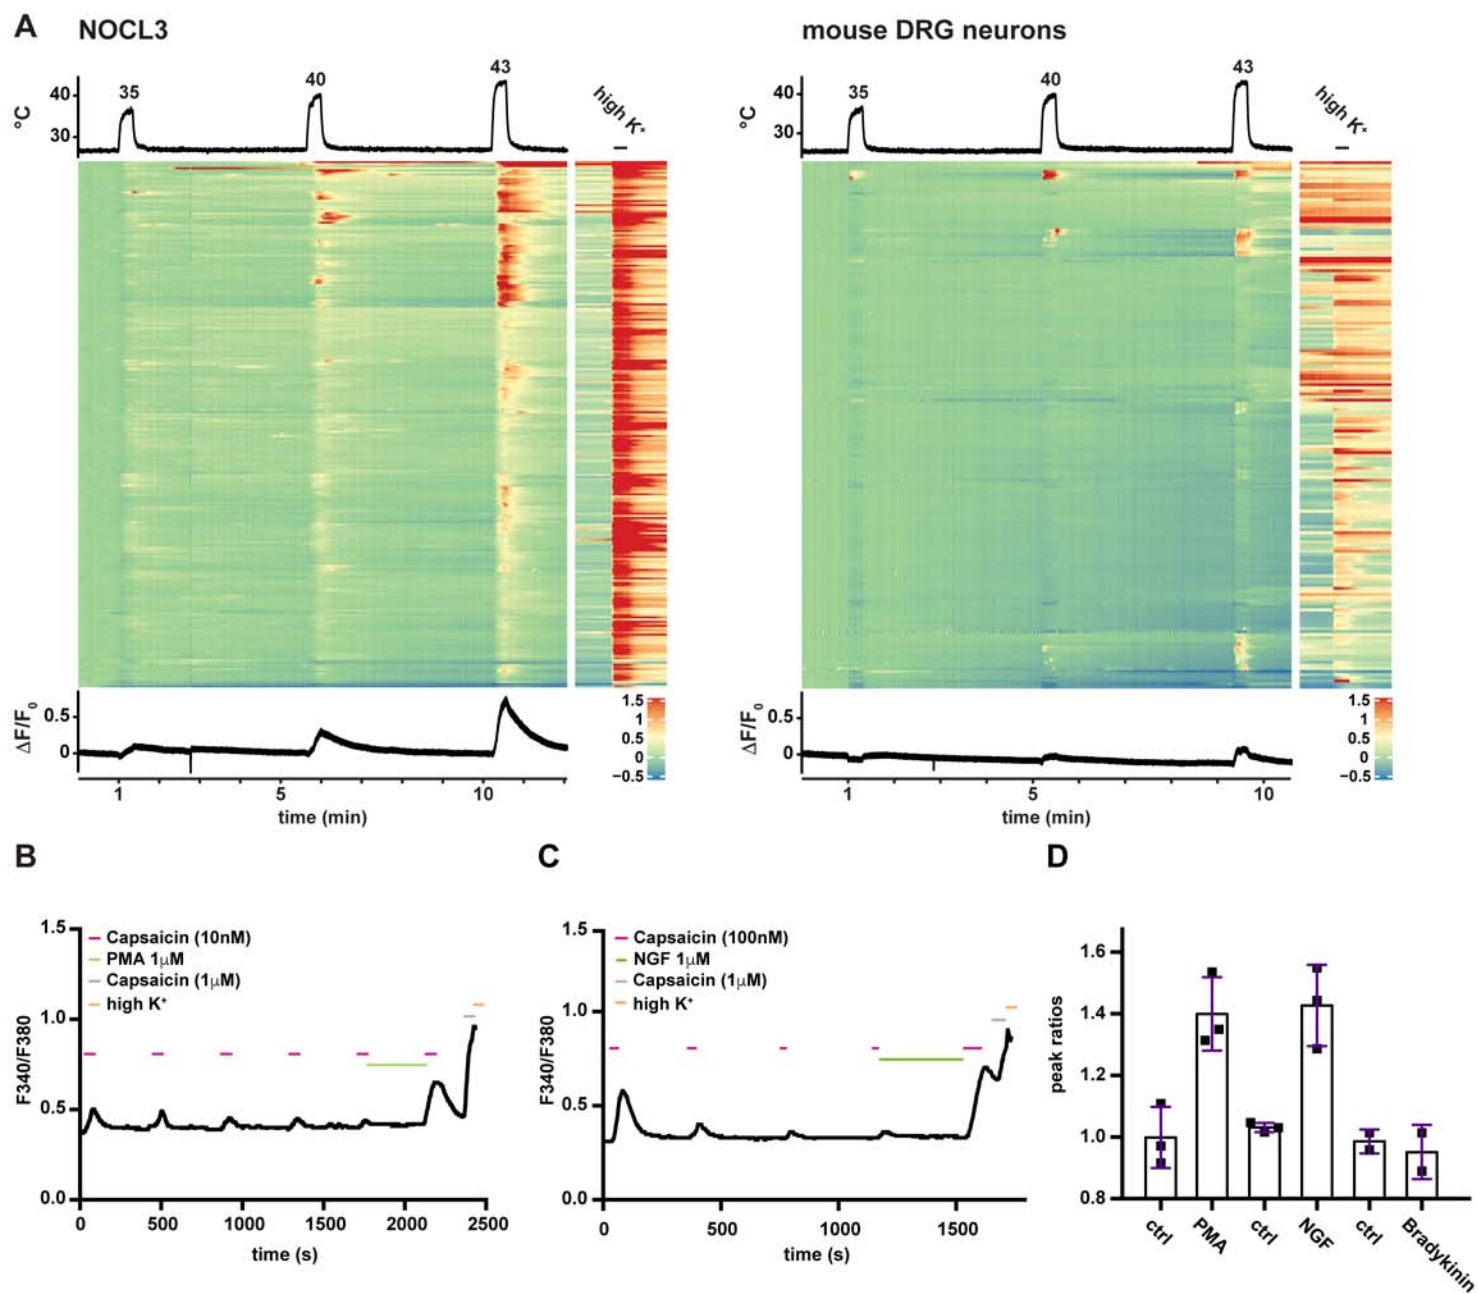 A NOCL3
mouse DRG neurons
°C
40
30
35
40
43
high K⁺
°C
40
30
35
40
43
high K⁺
ΔF/F₀
0.5
0
1.5
1
0.5
0
−0.5
1
5
10
time (min)
ΔF/F₀
0.5
0
1.5
1
0.5
0
−0.5
1
5
10
time (min)
B
F340/F380
1.5
1.0
0.5
0.0
Capsaicin (10nM)
PMA 1μM
Capsaicin (1μM)
high K⁺
0 500 1000 1500 2000 2500
time (s)
C
F340/F380
1.5
1.0
0.5
0.0
Capsaicin (100nM)
NGF 1μM
Capsaicin (1μM)
high K⁺
0 500 1000 1500
time (s)
D
peak ratios
1.6
1.4
1.2
1.0
0.8
ctrl
PMA
ctrl
NGF
ctrl
Bradykinin